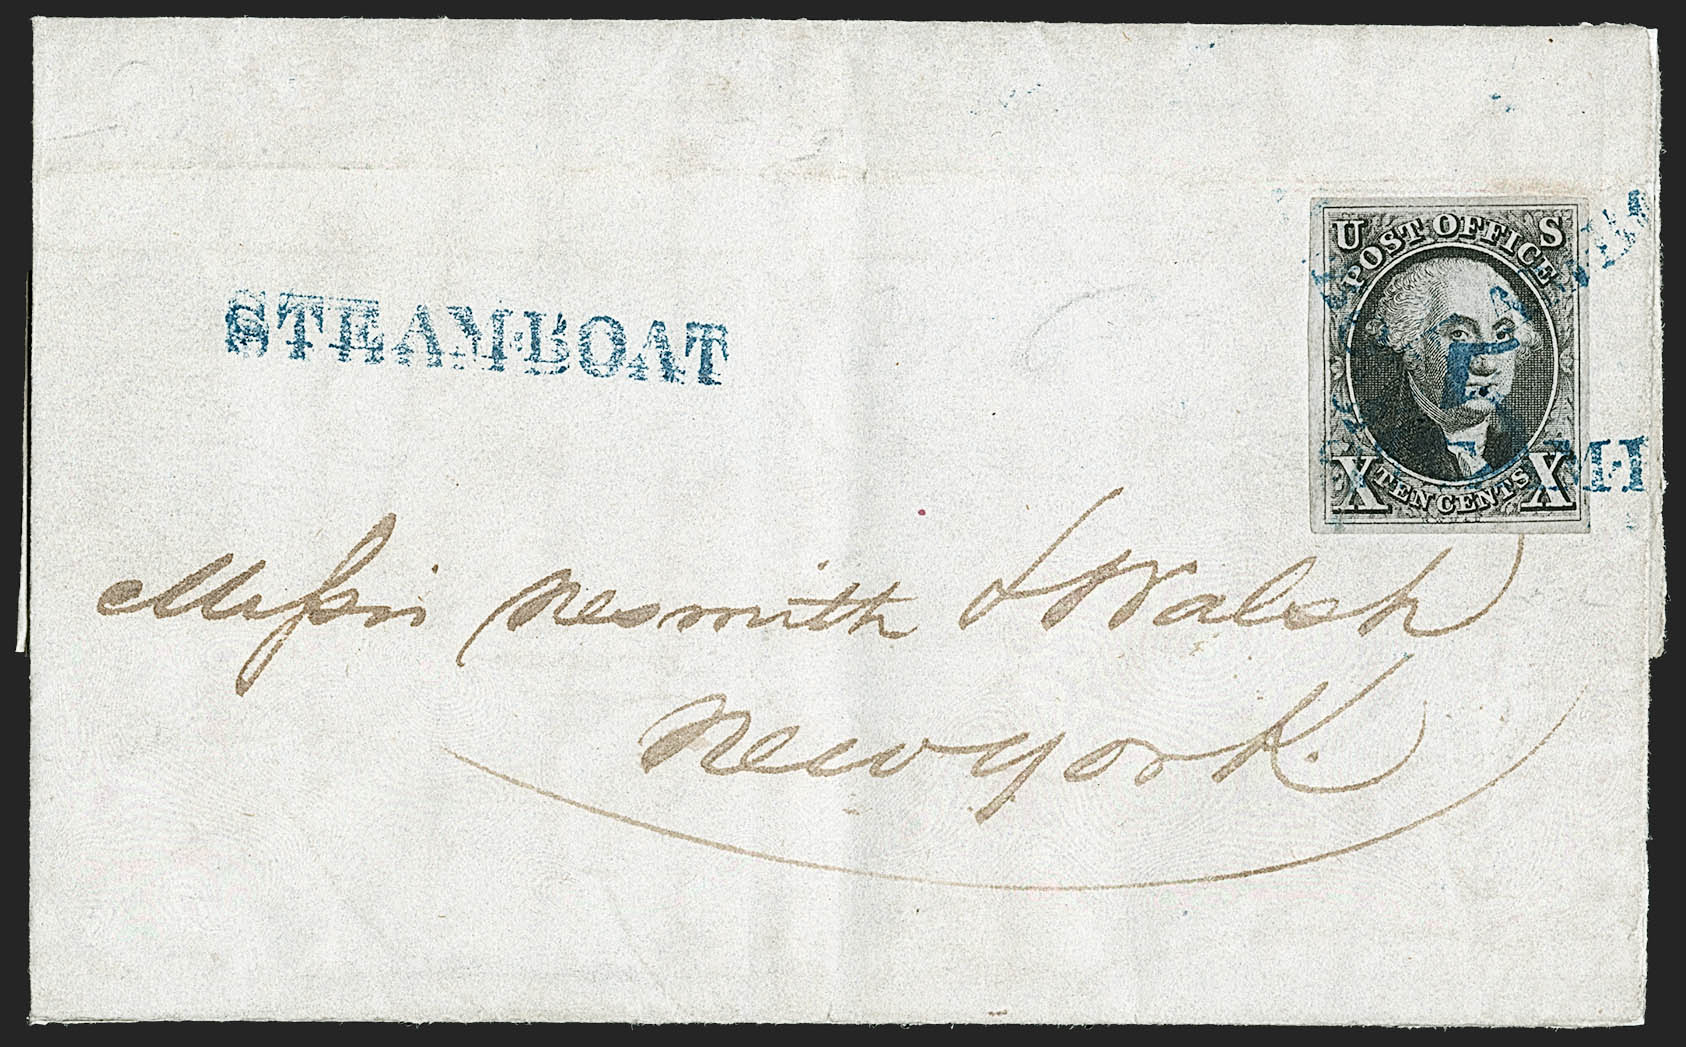 STEAMBOAT
U S
POST OFFICE
X TEN CENTS X
Messrs Nesmith & Walsh
New York.